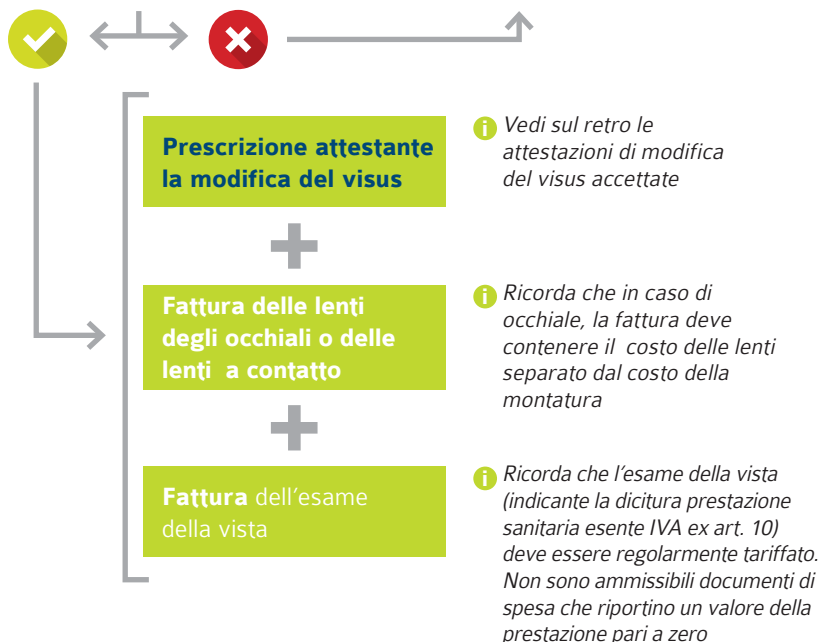 Prescrizione attestante
la modifica del visus
i Vedi sul retro le
attestazioni di modifica
del visus accettate
Fattura delle lenti
degli occhiali o delle
lenti a contatto
i Ricorda che in caso di
occhiale, la fattura deve
contenere il costo delle lenti
separato dal costo della
montatura
Fattura dell'esame
della vista
i Ricorda che l'esame della vista
(indicante la dicitura prestazione
sanitaria esente IVA ex art. 10)
deve essere regolarmente tariffato.
Non sono ammissibili documenti di
spesa che riportino un valore della
prestazione pari a zero